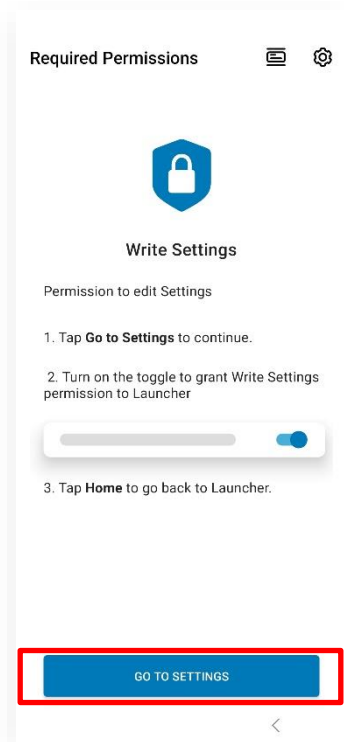 Required Permissions
Write Settings
Permission to edit Settings
1. Tap Go to Settings to continue.
2. Turn on the toggle to grant Write Settings
permission to Launcher
3. Tap Home to go back to Launcher.
GO TO SETTINGS